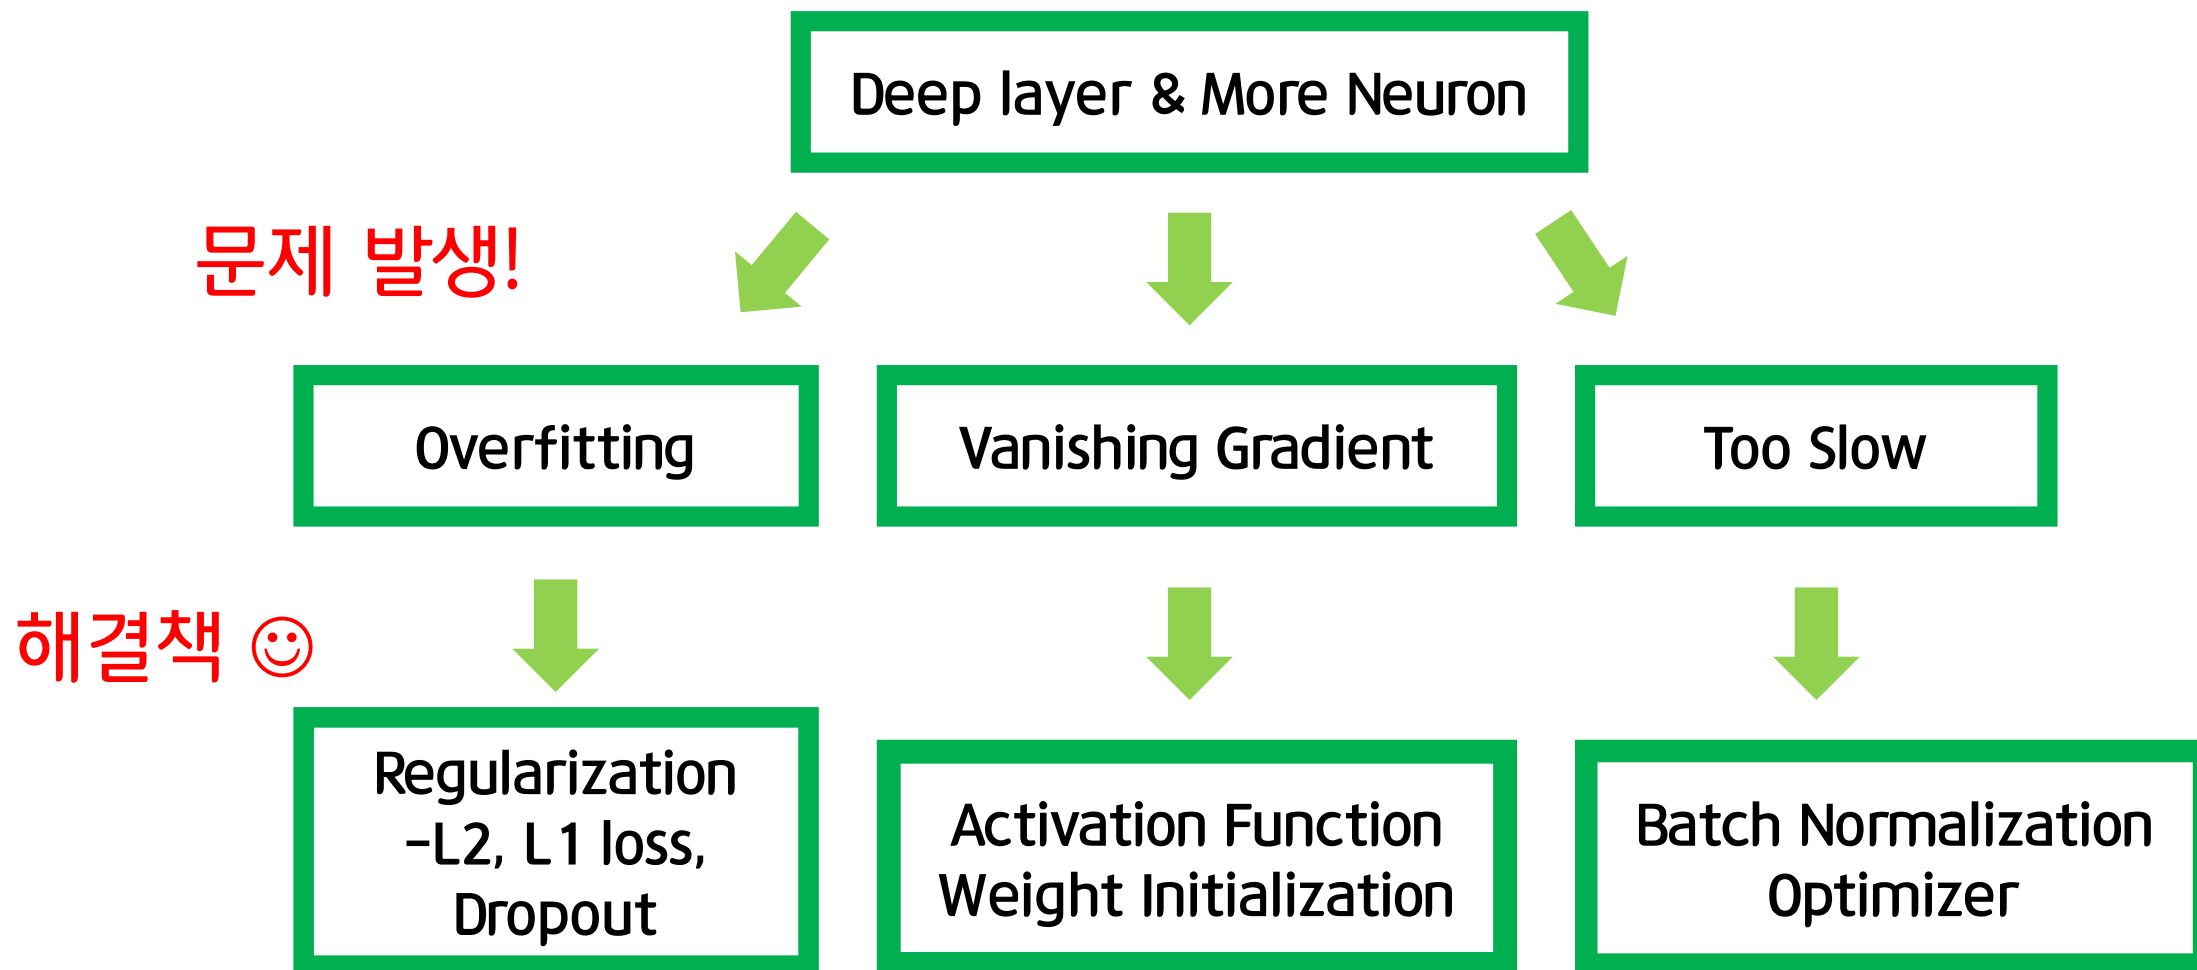 Deep layer & More Neuron
문제 발생!
Overfitting
Vanishing Gradient
Too Slow
해결책 ☺
Regularization
-L2, L1 loss,
Dropout
Activation Function
Weight Initialization
Batch Normalization
Optimizer